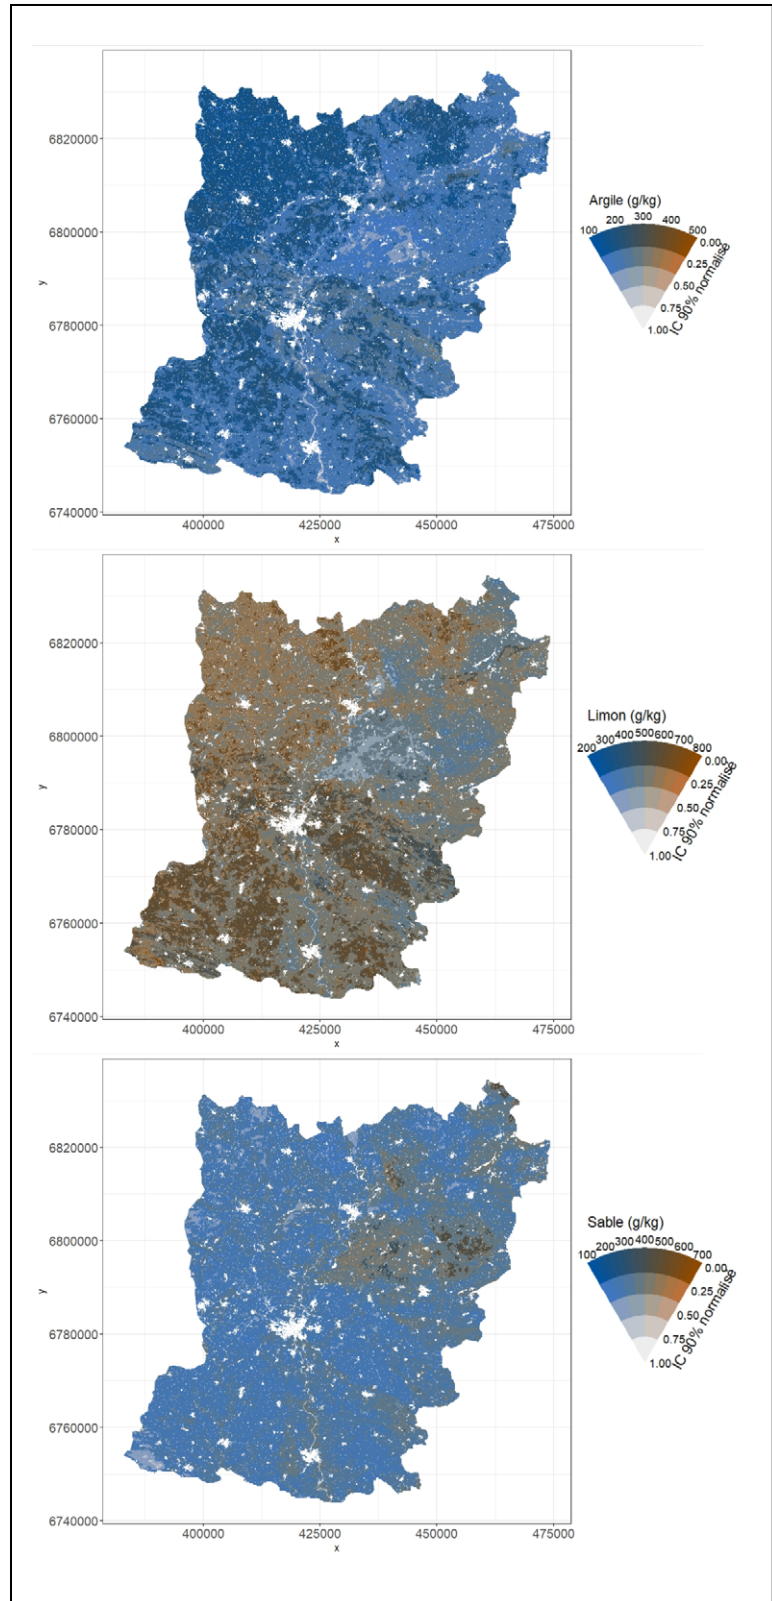 6820000
6800000
6780000
6760000
6740000
y
400000 425000 450000 475000
x
Argile (g/kg)
100 200 300 400 500
0.00
0.25
0.50
0.75
1.00
IC 90% normalise
6820000
6800000
6780000
6760000
6740000
y
400000 425000 450000 475000
x
Limon (g/kg)
200 300 400 500 600 700 800
0.00
0.25
0.50
0.75
1.00
IC 90% normalise
6820000
6800000
6780000
6760000
6740000
y
400000 425000 450000 475000
x
Sable (g/kg)
100 200 300 400 500 600 700
0.00
0.25
0.50
0.75
1.00
IC 90% normalise